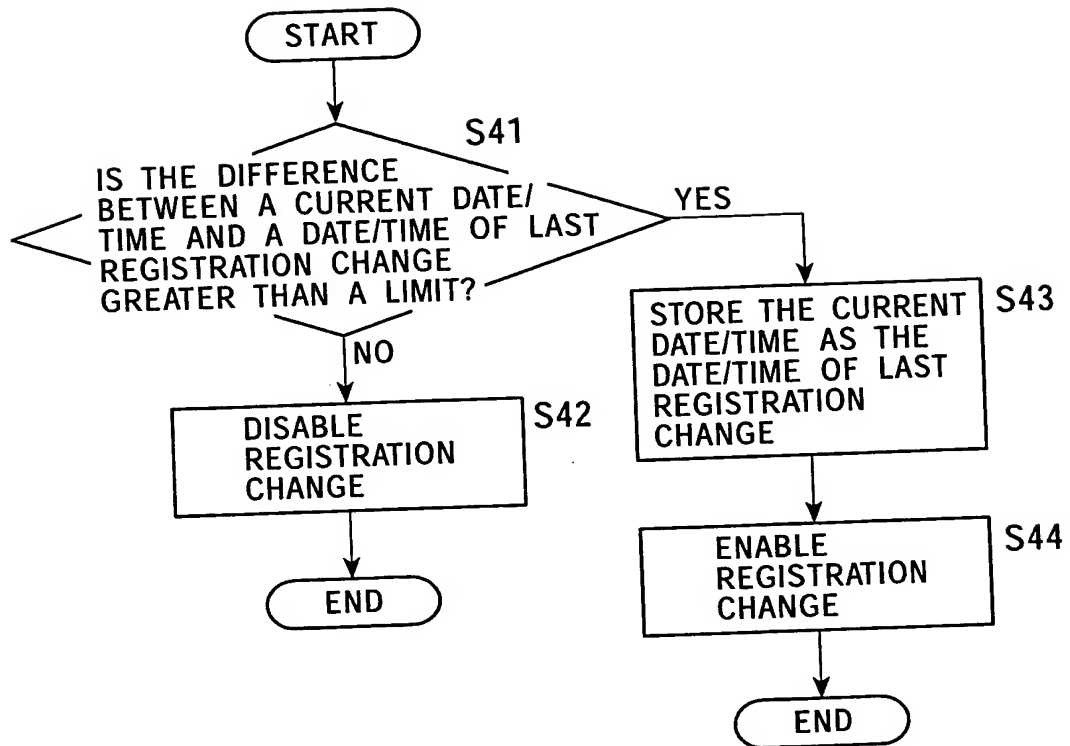 START
S41
IS THE DIFFERENCE
BETWEEN A CURRENT DATE/
TIME AND A DATE/TIME OF LAST
REGISTRATION CHANGE
GREATER THAN A LIMIT?
YES
NO
S42
DISABLE
REGISTRATION
CHANGE
END
S43
STORE THE CURRENT
DATE/TIME AS THE
DATE/TIME OF LAST
REGISTRATION
CHANGE
S44
ENABLE
REGISTRATION
CHANGE
END